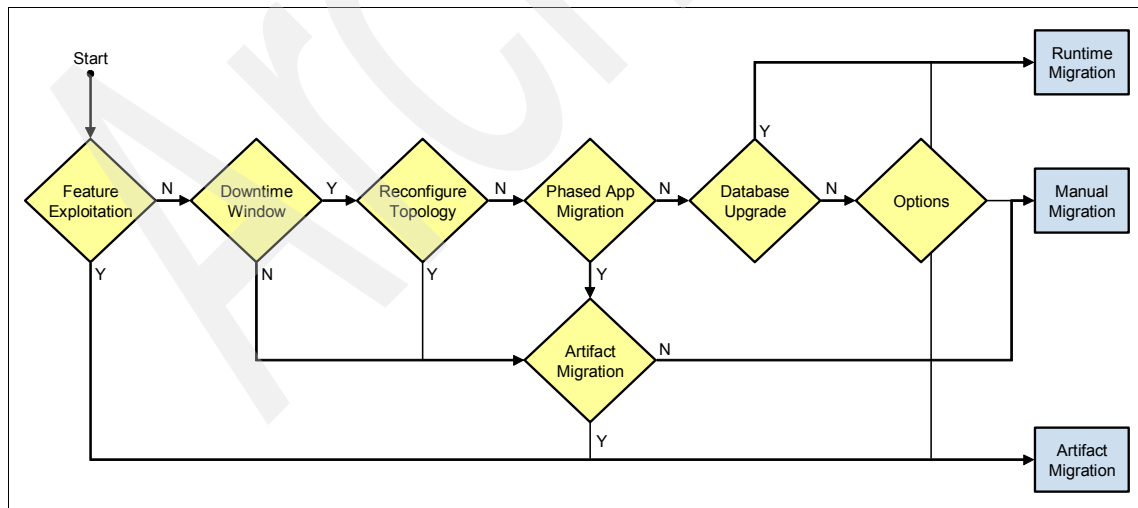 Start
Runtime
Migration
Y
Feature
Exploitation
N
Downtime
Window
Y
Reconfigure
Topology
N
Phased App
Migration
N
Database
Upgrade
N
Options
Manual
Migration
Y
N
Y
Y
Artifact
Migration
N
Y
Artifact
Migration